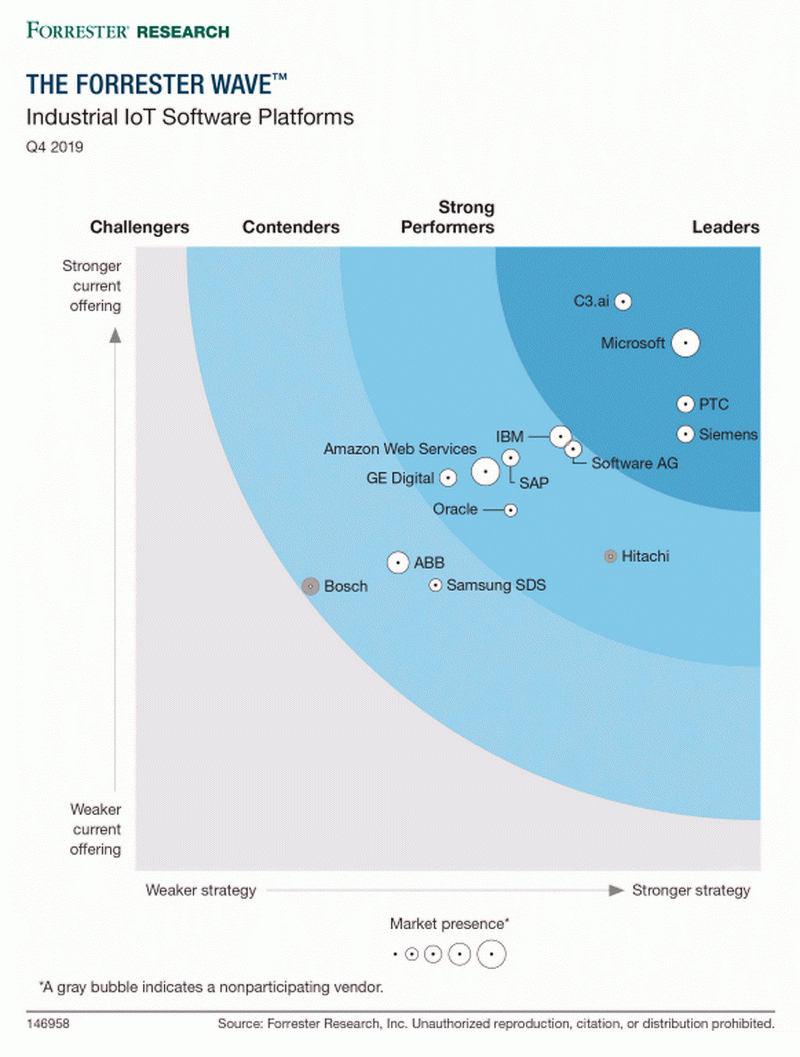 FORRESTER® RESEARCH
THE FORRESTER WAVE™
Industrial IoT Software Platforms
Q4 2019
Challengers
Contenders
Strong
Performers
Leaders
Stronger
current
offering
C3.ai
Microsoft
PTC
Siemens
IBM
Software AG
Amazon Web Services
SAP
GE Digital
Oracle
Hitachi
ABB
Samsung SDS
Bosch
Weaker
current
offering
Weaker strategy
Stronger strategy
Market presence*
*A gray bubble indicates a nonparticipating vendor.
146958
Source: Forrester Research, Inc. Unauthorized reproduction, citation, or distribution prohibited.